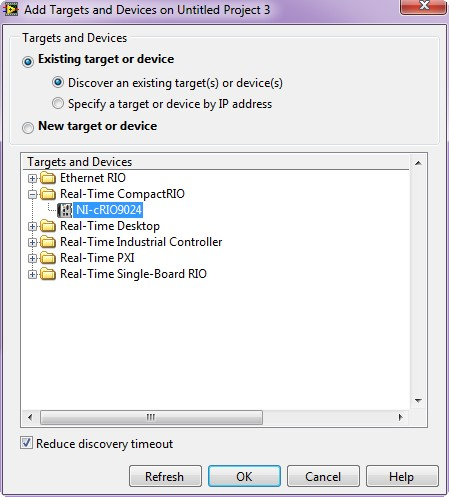 Add Targets and Devices on Untitled Project 3
Targets and Devices
Existing target or device
Discover an existing target(s) or device(s)
Specify a target or device by IP address
New target or device
Targets and Devices
Ethernet RIO
Real-Time CompactRIO
NI-cRIO9024
Real-Time Desktop
Real-Time Industrial Controller
Real-Time PXI
Real-Time Single-Board RIO
Reduce discovery timeout
Refresh OK Cancel Help